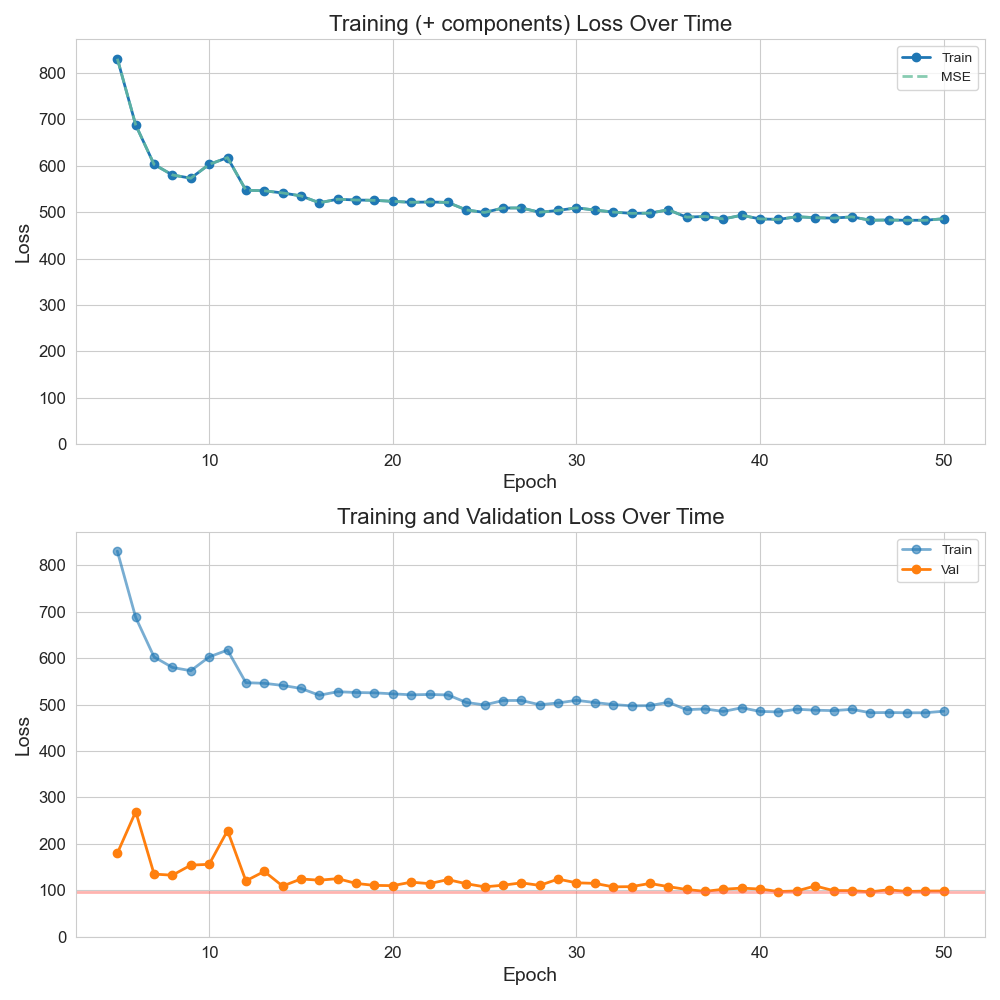 Training (+ components) Loss Over Time
Train
MSE
800
700
600
500
400
300
200
100
0
Loss
10 20 30 40 50
Epoch
Training and Validation Loss Over Time
Train
Val
800
700
600
500
400
300
200
100
0
Loss
10 20 30 40 50
Epoch